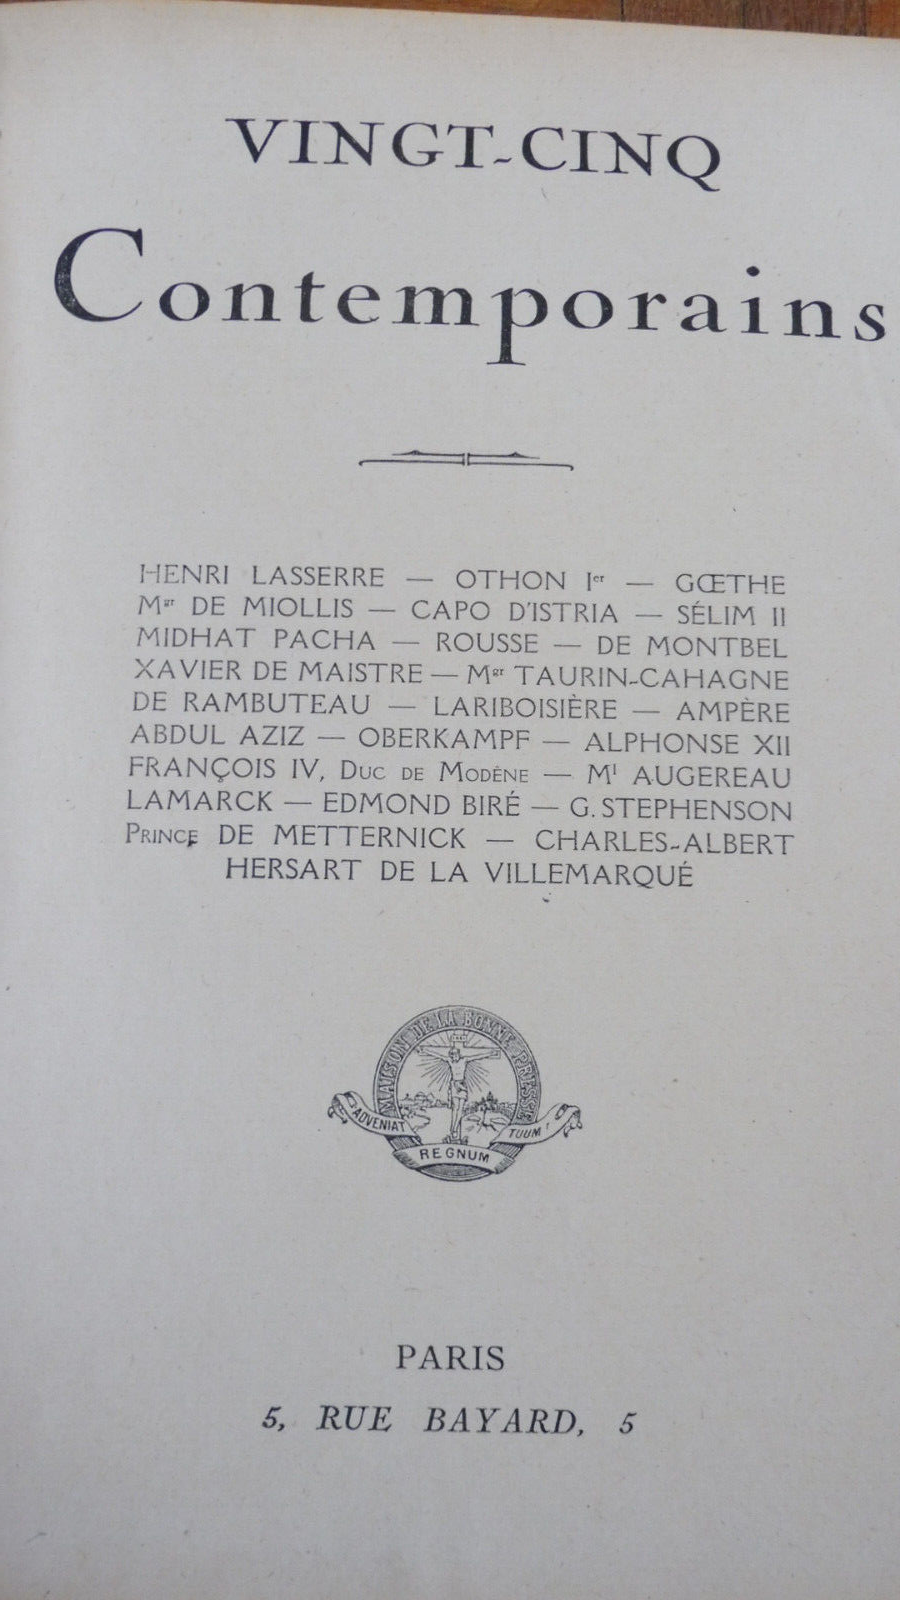 VINGT-CINQ
Contemporains
HENRI LASSERRE — OTHON Ier — GŒTHE
Mgr DE MIOLLIS — CAPO D'ISTRIA — SÉLIM II
MIDHAT PACHA — ROUSSE — DE MONTBEL
XAVIER DE MAISTRE — Mgr TAURIN-CAHAGNE
DE RAMBUTEAU — LARIBOISIÈRE — AMPÈRE
ABDUL AZIZ — OBERKAMPF — ALPHONSE XII
FRANÇOIS IV, DUC DE MODÈNE — Ml AUGEREAU
LAMARCK — EDMOND BIRÉ — G. STEPHENSON
PRINCE DE METTERNICK — CHARLES-ALBERT
HERSART DE LA VILLEMARQUÉ
MAISON DE LA BONNE PRESSE
ADVENIAT REGNUM TUUM!
PARIS
5, RUE BAYARD, 5